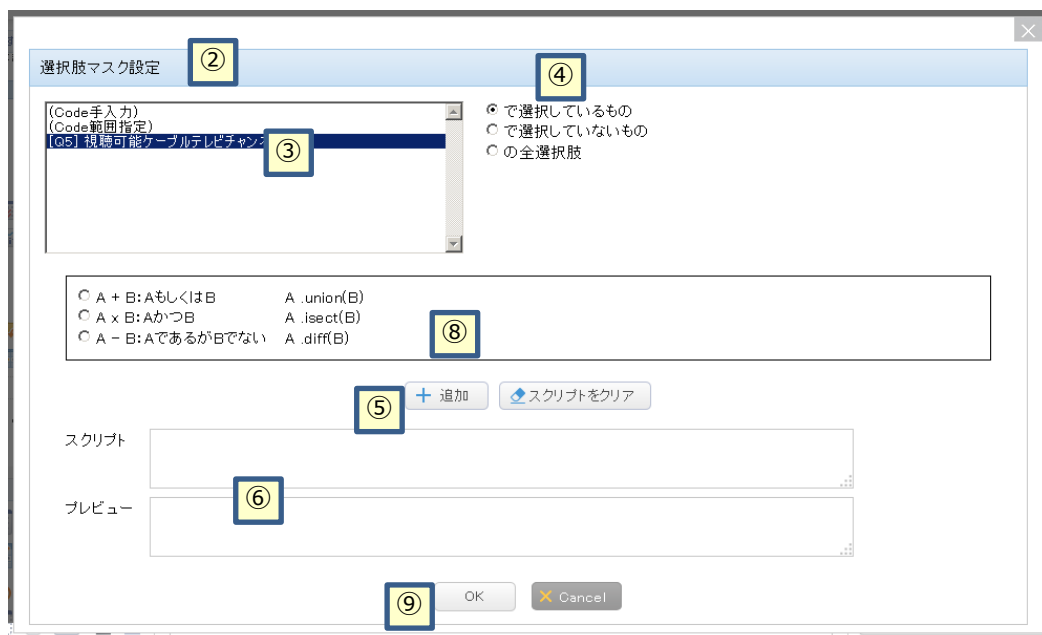 ②
選択肢マスク設定
④
(Code手入力)
(Code範囲指定)
[Q5] 視聴可能ケーブルテレビチャンネ
③
で選択しているもの
で選択していないもの
の全選択肢
A + B:AもしくはB A .union(B)
A x B:AかつB A .isect(B)
A - B:AであるがBでない A .diff(B)
⑧
⑤
追加
スクリプトをクリア
スクリプト
⑥
プレビュー
⑨
OK
Cancel